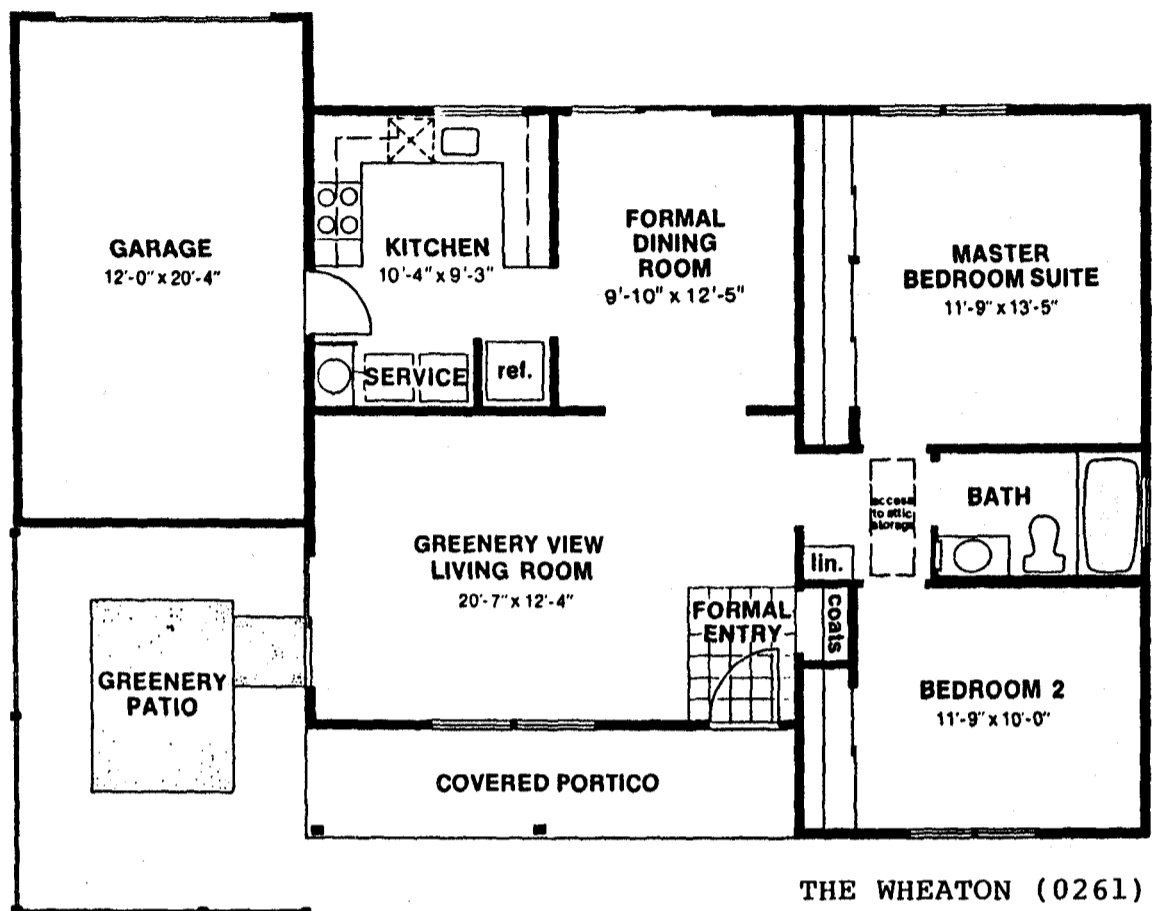 GARAGE
12'-0" x 20'-4"
KITCHEN
10'-4" x 9'-3"
FORMAL
DINING
ROOM
9'-10" x 12'-5"
MASTER
BEDROOM SUITE
11'-9" x 13'-5"
SERVICE
ref.
BATH
access
to attic
storage
GREENERY VIEW
LIVING ROOM
20'-7" x 12'-4"
lin.
FORMAL
ENTRY
coats
GREENERY
PATIO
BEDROOM 2
11'-9" x 10'-0"
COVERED PORTICO
THE WHEATON (0261)